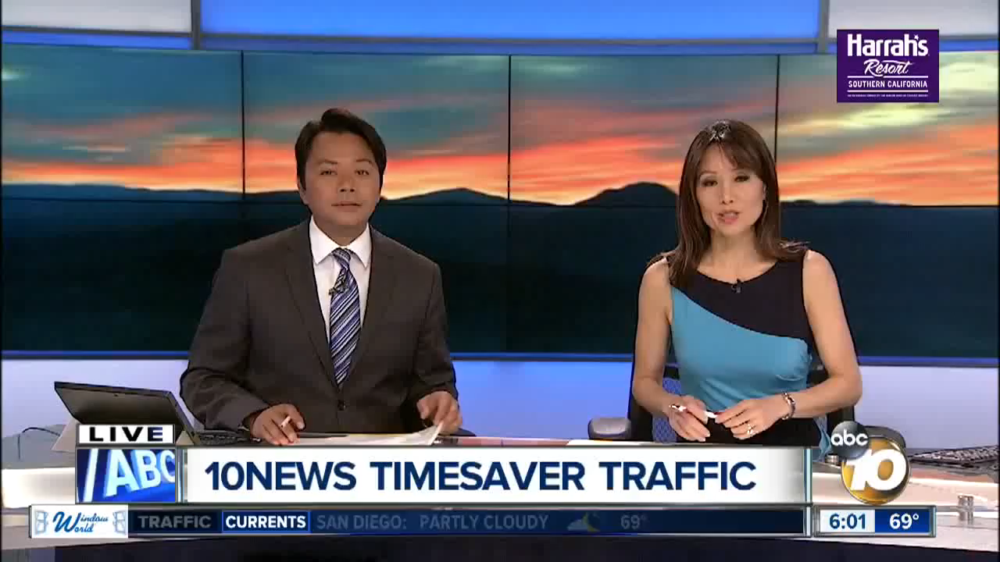 Harrah's
Resort
SOUTHERN CALIFORNIA
LIVE
ABC
10NEWS TIMESAVER TRAFFIC
abc
10
Window
World
TRAFFIC
CURRENTS
SAN DIEGO: PARTLY CLOUDY 69°
6:01
69°